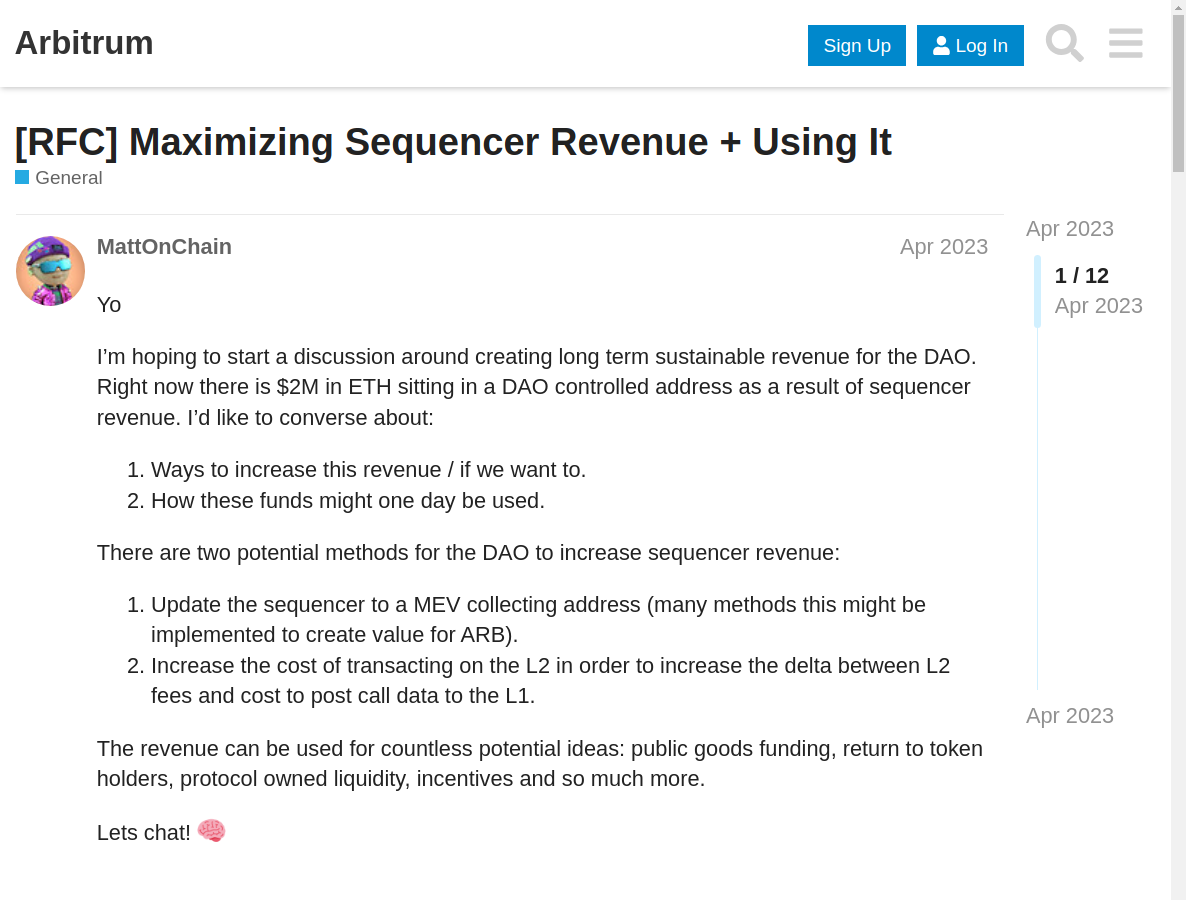 Arbitrum
Sign Up
Log In
[RFC] Maximizing Sequencer Revenue + Using It
General
MattOnChain
Apr 2023
Yo
I’m hoping to start a discussion around creating long term sustainable revenue for the DAO.
Right now there is $2M in ETH sitting in a DAO controlled address as a result of sequencer
revenue. I’d like to converse about:
1. Ways to increase this revenue / if we want to.
2. How these funds might one day be used.
There are two potential methods for the DAO to increase sequencer revenue:
1. Update the sequencer to a MEV collecting address (many methods this might be
implemented to create value for ARB).
2. Increase the cost of transacting on the L2 in order to increase the delta between L2
fees and cost to post call data to the L1.
The revenue can be used for countless potential ideas: public goods funding, return to token
holders, protocol owned liquidity, incentives and so much more.
Lets chat! 🧠
Apr 2023
1 / 12
Apr 2023
Apr 2023